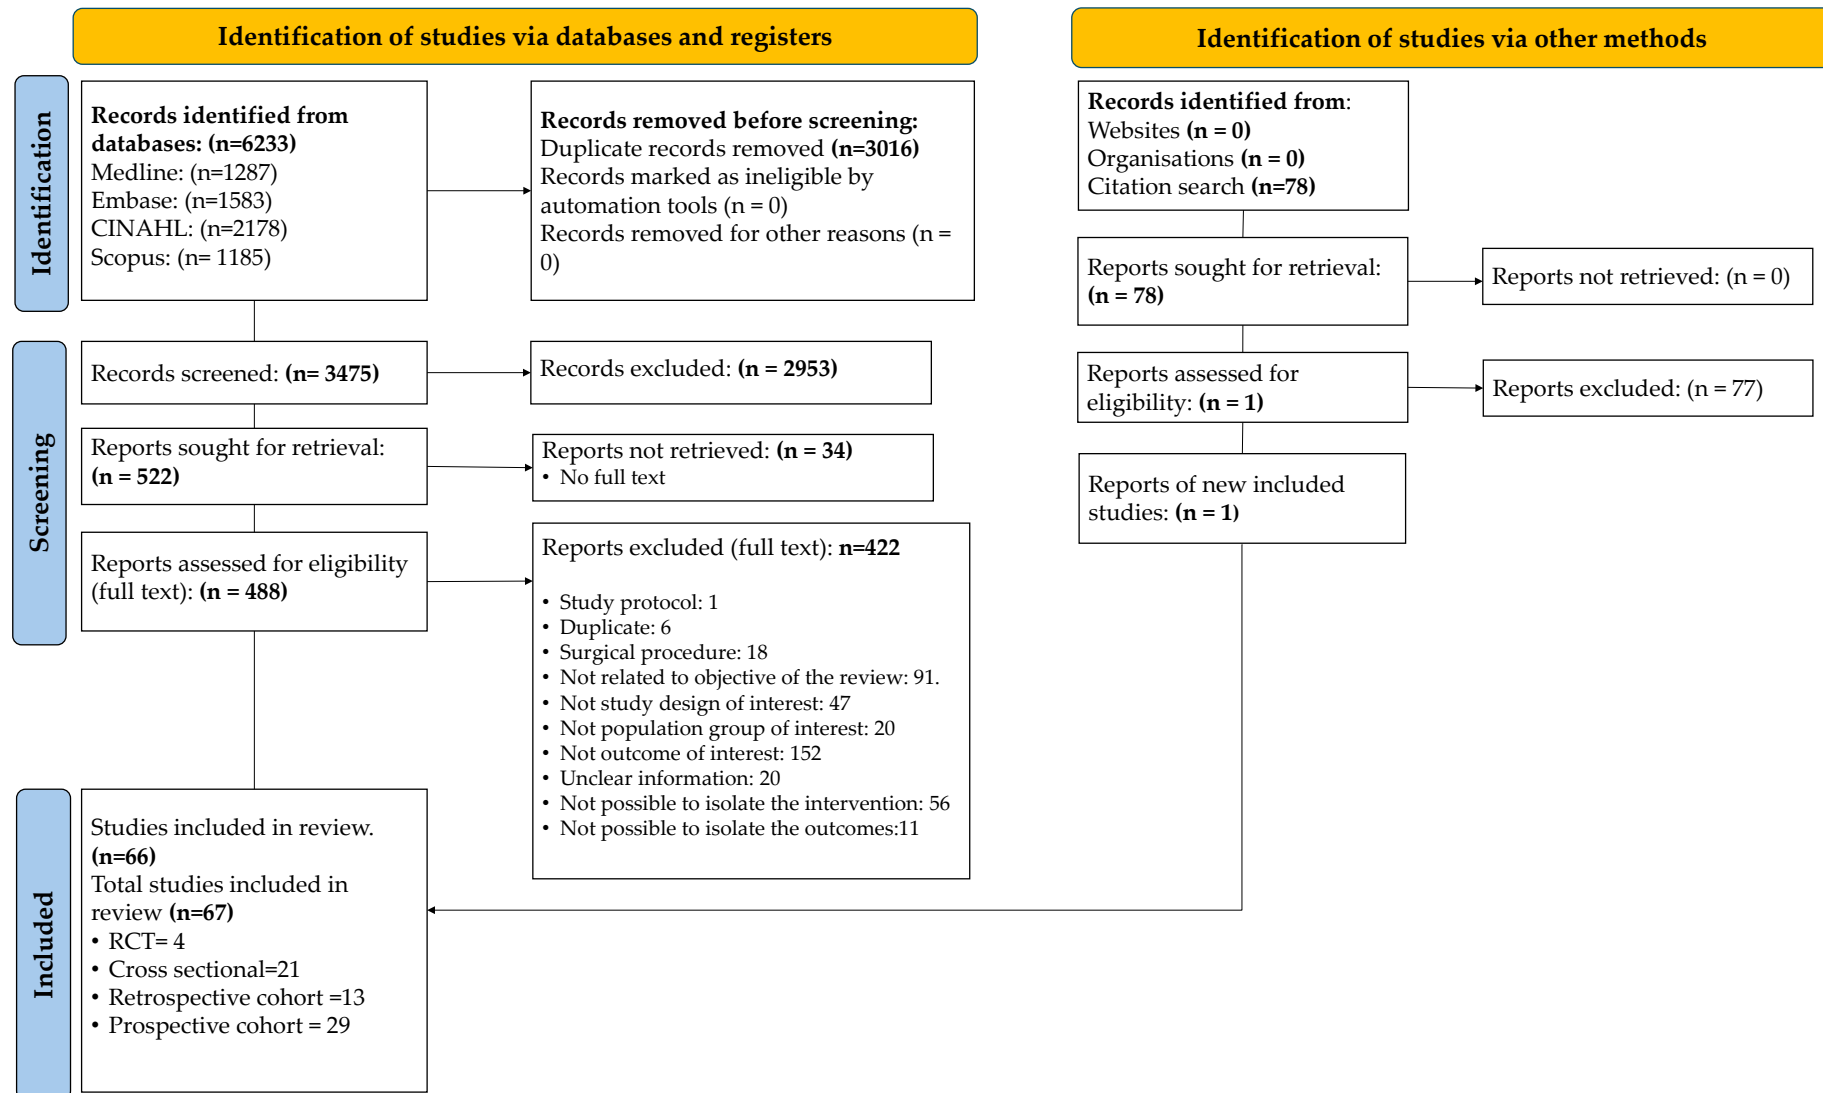 Identification of studies via databases and registers
Identification of studies via other methods
Identification
Records identified from
databases: (n=6233)
Medline: (n=1287)
Embase: (n=1583)
CINAHL: (n=2178)
Scopus: (n= 1185)
Records removed before screening:
Duplicate records removed (n=3016)
Records marked as ineligible by
automation tools (n = 0)
Records removed for other reasons (n =
0)
Records identified from:
Websites (n = 0)
Organisations (n = 0)
Citation search (n=78)
Reports sought for retrieval:
(n = 78)
Reports not retrieved: (n = 0)
Screening
Records screened: (n= 3475)
Records excluded: (n = 2953)
Reports assessed for
eligibility: (n = 1)
Reports excluded: (n = 77)
Reports sought for retrieval:
(n = 522)
Reports not retrieved: (n = 34)
• No full text
Reports of new included
studies: (n = 1)
Reports assessed for eligibility
(full text): (n = 488)
Reports excluded (full text): n=422
• Study protocol: 1
• Duplicate: 6
• Surgical procedure: 18
• Not related to objective of the review: 91.
• Not study design of interest: 47
• Not population group of interest: 20
• Not outcome of interest: 152
• Unclear information: 20
• Not possible to isolate the intervention: 56
• Not possible to isolate the outcomes:11
Included
Studies included in review.
(n=66)
Total studies included in
review (n=67)
• RCT= 4
• Cross sectional=21
• Retrospective cohort =13
• Prospective cohort = 29